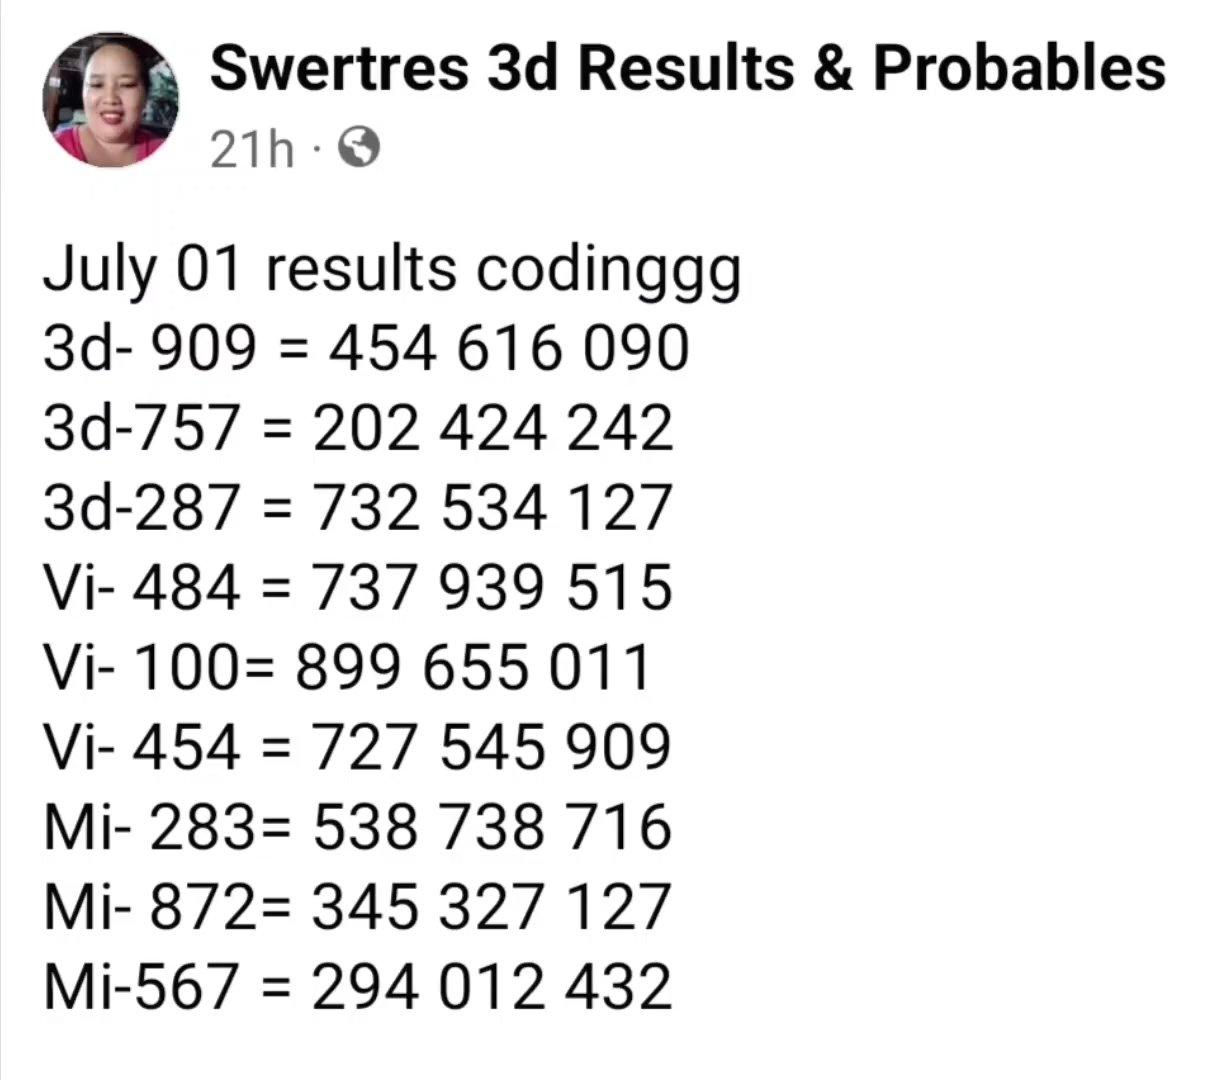 Swertres 3d Results & Probables
21h ·
July 01 results codinggg
3d- 909 = 454 616 090
3d-757 = 202 424 242
3d-287 = 732 534 127
Vi- 484 = 737 939 515
Vi- 100= 899 655 011
Vi- 454 = 727 545 909
Mi- 283= 538 738 716
Mi- 872= 345 327 127
Mi-567 = 294 012 432